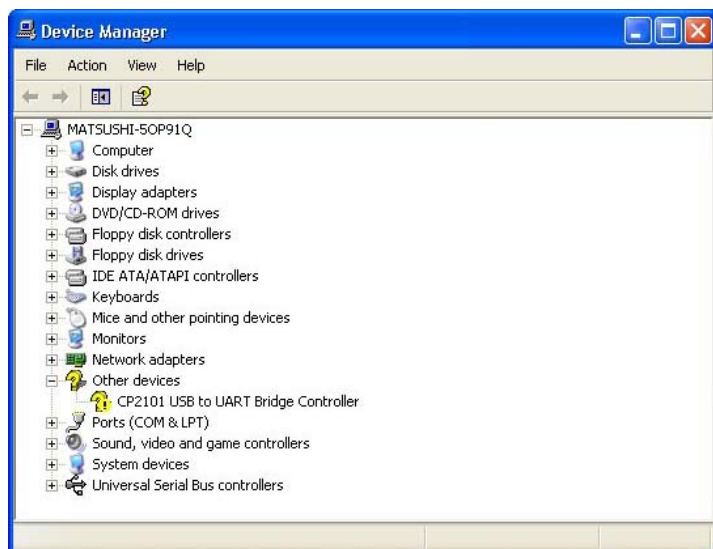 Device Manager
File Action View Help
MATSUSHI-5OP91Q
Computer
Disk drives
Display adapters
DVD/CD-ROM drives
Floppy disk controllers
Floppy disk drives
IDE ATA/ATAPI controllers
Keyboards
Mice and other pointing devices
Monitors
Network adapters
Other devices
CP2101 USB to UART Bridge Controller
Ports (COM & LPT)
Sound, video and game controllers
System devices
Universal Serial Bus controllers